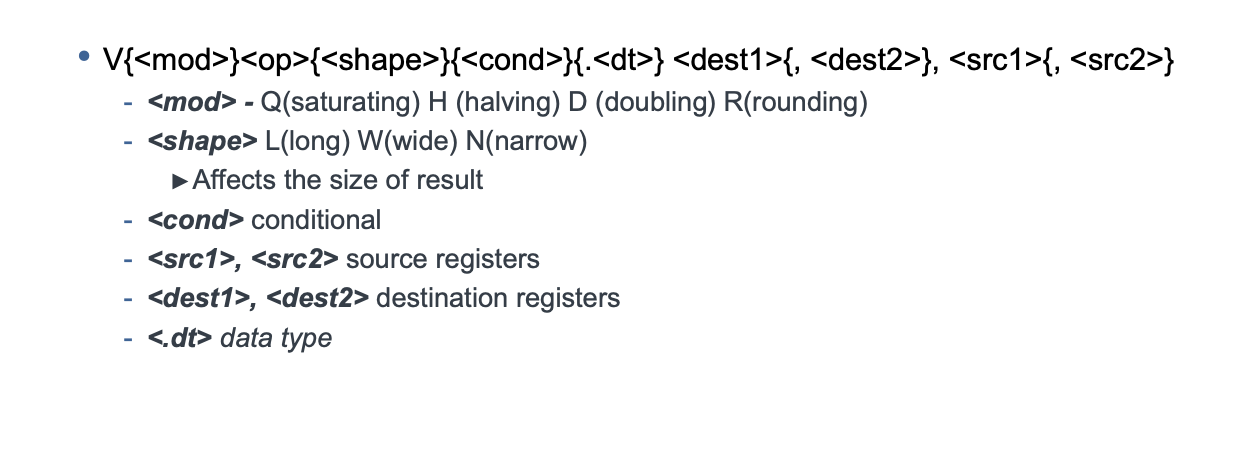 • V{<mod>}<op>{<shape>}{<cond>}{.<dt>} <dest1>{, <dest2>}, <src1>{, <src2>}
- <mod> - Q(saturating) H (halving) D (doubling) R(rounding)
- <shape> L(long) W(wide) N(narrow)
►Affects the size of result
- <cond> conditional
- <src1>, <src2> source registers
- <dest1>, <dest2> destination registers
- <.dt> data type